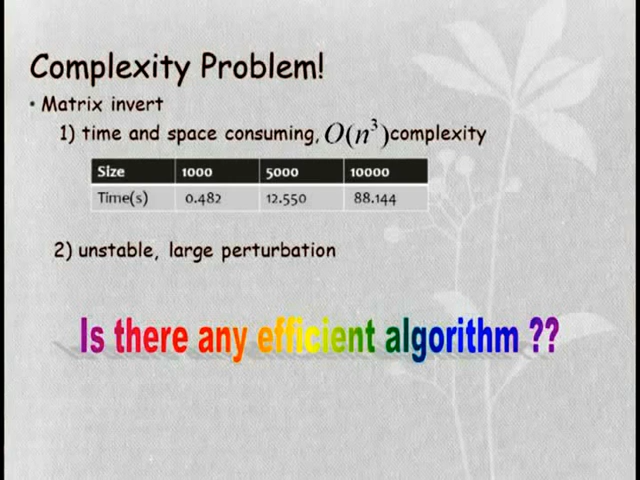 Complexity Problem!
• Matrix invert
1) time and space consuming, O(n³) complexity
Size 1000 5000 10000
Time(s) 0.482 12.550 88.144
2) unstable, large perturbation
Is there any efficient algorithm ??